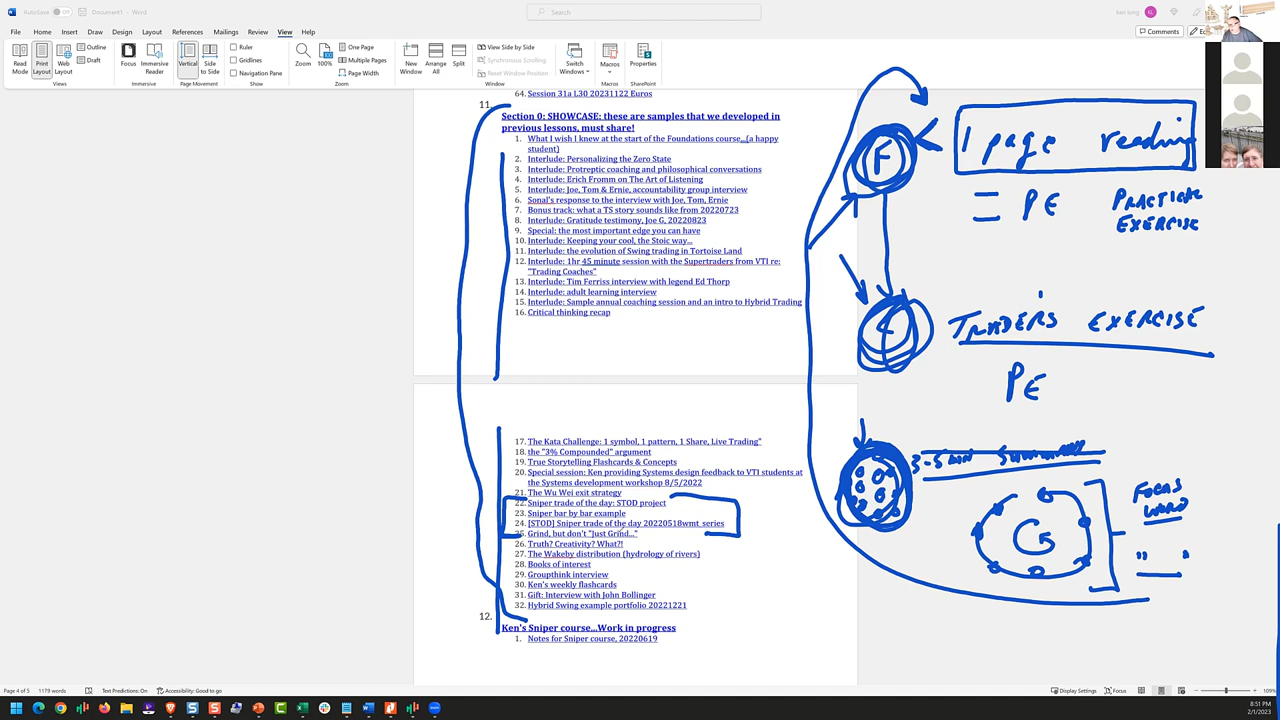 AutoSave Off Document1 - Word
Search
ken long KL
File Home Insert Draw Design Layout References Mailings Review View Help
Comments
Read Mode
Print Layout
Web Layout
Outline
Draft
Views
Focus
Immersive Reader
Immersive
Vertical
Side to Side
Page Movement
Ruler
Gridlines
Navigation Pane
Show
Zoom
100%
One Page
Multiple Pages
Page Width
Zoom
New Window
Arrange All
Split
View Side by Side
Synchronous Scrolling
Reset Window Position
Window
Switch Windows
Macros
Macros
Properties
SharePoint
64. Session 31a L30 20231122 Euros
11.
Section 0: SHOWCASE: these are samples that we developed in
previous lessons, must share!
1. What I wish I knew at the start of the Foundations course...(a happy
student)
2. Interlude: Personalizing the Zero State
3. Interlude: Protreptic coaching and philosophical conversations
4. Interlude: Erich Fromm on The Art of Listening
5. Interlude: Joe, Tom & Ernie, accountability group interview
6. Sonal's response to the interview with Joe, Tom, Ernie
7. Bonus track: what a TS story sounds like from 20220723
8. Interlude: Gratitude testimony, Joe G, 20220823
9. Special: the most important edge you can have
10. Interlude: Keeping your cool, the Stoic way...
11. Interlude: the evolution of Swing trading in Tortoise Land
12. Interlude: 1hr 45 minute session with the Supertraders from VTI re:
"Trading Coaches"
13. Interlude: Tim Ferriss interview with legend Ed Thorp
14. Interlude: adult learning interview
15. Interlude: Sample annual coaching session and an intro to Hybrid Trading
16. Critical thinking recap
17. The Kata Challenge: 1 symbol, 1 pattern, 1 Share, Live Trading"
18. the "3% Compounded" argument
19. True Storytelling Flashcards & Concepts
20. Special session: Ken providing Systems design feedback to VTI students at
the Systems development workshop 8/5/2022
21. The Wu Wei exit strategy
22. Sniper trade of the day: STOD project
23. Sniper bar by bar example
24. [STOD] Sniper trade of the day 20220518wmt_series
25. Grind, but don't "Just Grind..."
26. Truth? Creativity? What?!
27. The Wakeby distribution (hydrology of rivers)
28. Books of interest
29. Groupthink interview
30. Ken's weekly flashcards
31. Gift: Interview with John Bollinger
32. Hybrid Swing example portfolio 20221221
12.
Ken's Sniper course...Work in progress
1. Notes for Sniper course, 20220619
F
1 page reading
= PE PRACTICAL
EXERCISE
TRADERS EXERCISE
PE
3-5 MIN SUMMARY
FOCUS
WORD
Page 4 of 5 1179 words Text Predictions: On Accessibility: Good to go
Display Settings Focus 109%
8:51 PM
2/1/2023